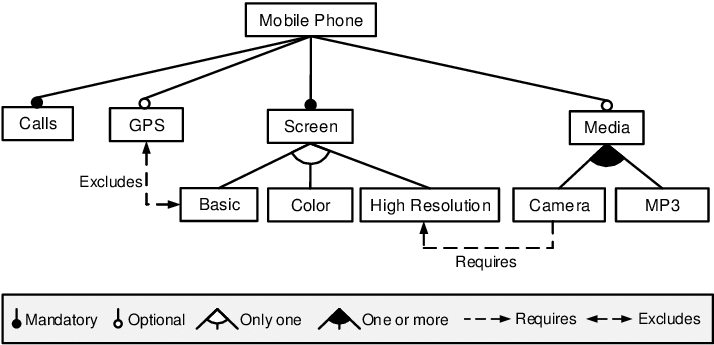 Mobile Phone
Calls
GPS
Screen
Media
Excludes
Basic
Color
High Resolution
Camera
MP3
Requires
Mandatory
Optional
Only one
One or more
Requires
Excludes